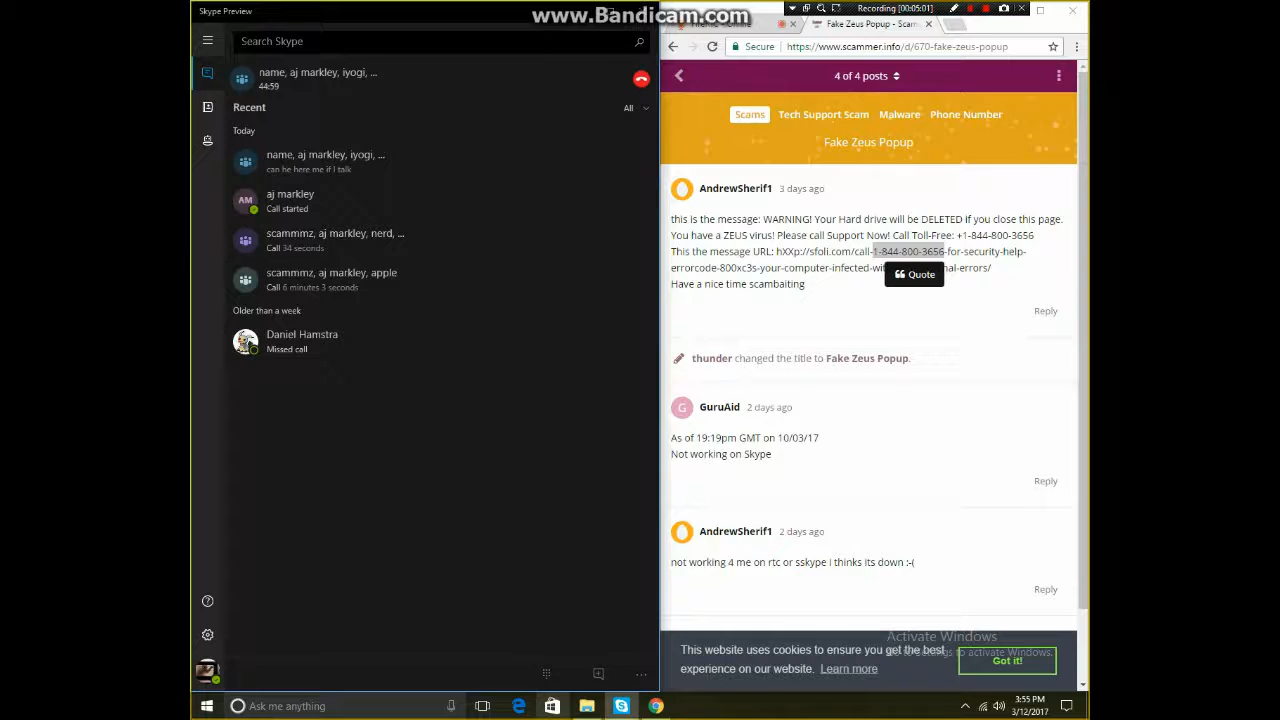 www.Bandicam.com
Skype Preview
Recording [00:05:01]
Fake Zeus Popup - Scam
Search Skype
Secure
https://www.scammer.info/d/670-fake-zeus-popup
name, aj markley, iyogi, ...
44:59
4 of 4 posts
Recent
All
Today
name, aj markley, iyogi, ...
can he here me if I talk
AM
aj markley
Call started
scammmz, aj markley, nerd, ...
Call 34 seconds
scammmz, aj markley, apple
Call 6 minutes 3 seconds
Older than a week
Daniel Hamstra
Missed call
Scams Tech Support Scam Malware Phone Number
Fake Zeus Popup
AndrewSherif1 3 days ago
this is the message: WARNING! Your Hard drive will be DELETED if you close this page.
You have a ZEUS virus! Please call Support Now! Call Toll-Free: +1-844-800-3656
This the message URL: hXXp://sfoli.com/call-1-844-800-3656-for-security-help-
errorcode-800xc3s-your-computer-infected-wi al-errors/
Quote
Have a nice time scambaiting
Reply
thunder changed the title to Fake Zeus Popup.
G
GuruAid 2 days ago
As of 19:19pm GMT on 10/03/17
Not working on Skype
Reply
AndrewSherif1 2 days ago
not working 4 me on rtc or sskype i thinks its down :-(
Reply
Activate Windows
to activate Windows.
This website uses cookies to ensure you get the best
experience on our website. Learn more
Got it!
Ask me anything
3:55 PM
3/12/2017